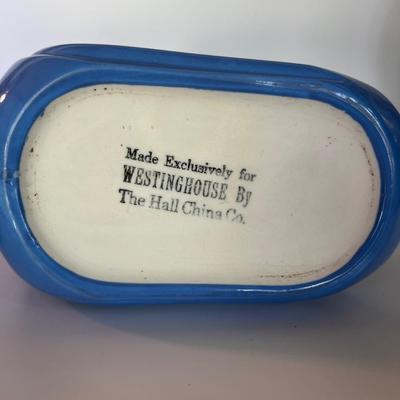 Made Exclusively for
WESTINGHOUSE By
The Hall China Co.